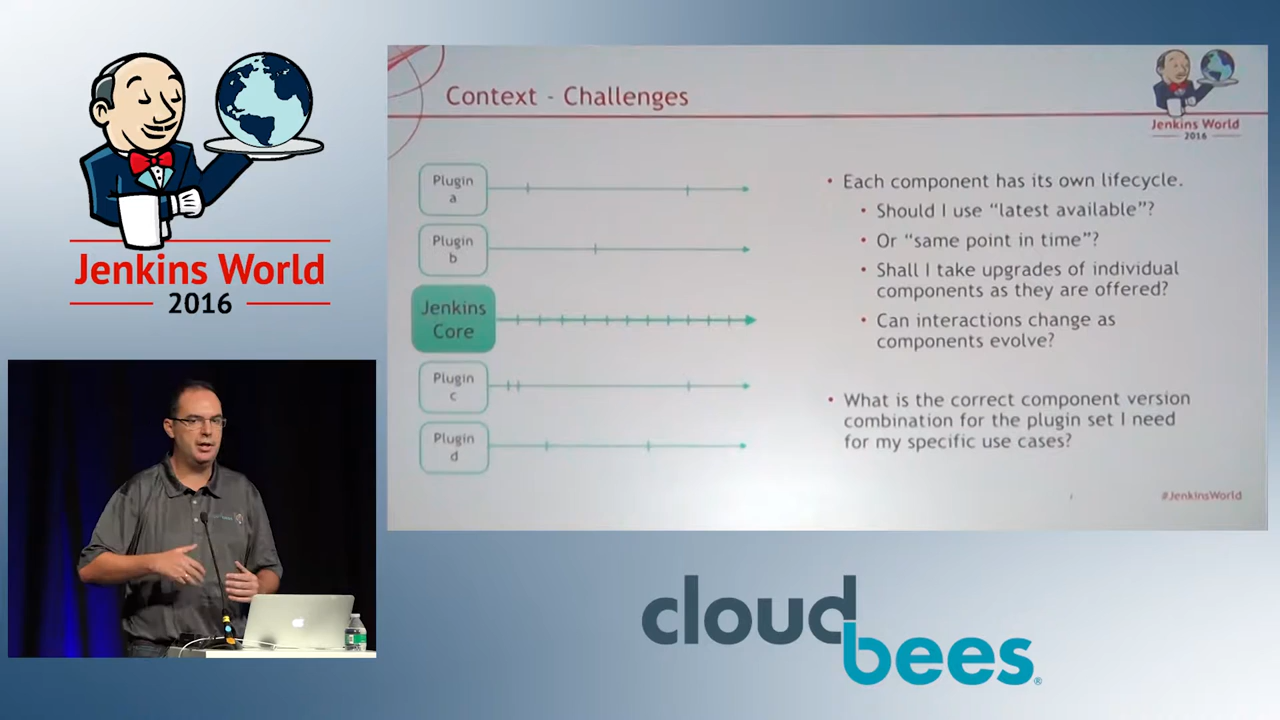 Jenkins World
2016
Context - Challenges
Jenkins World
2016
Plugin
a
Plugin
b
Jenkins
Core
Plugin
c
Plugin
d
• Each component has its own lifecycle.
• Should I use “latest available”?
• Or “same point in time”?
• Shall I take upgrades of individual
components as they are offered?
• Can interactions change as
components evolve?
• What is the correct component version
combination for the plugin set I need
for my specific use cases?
#JenkinsWorld
cloud
bees®